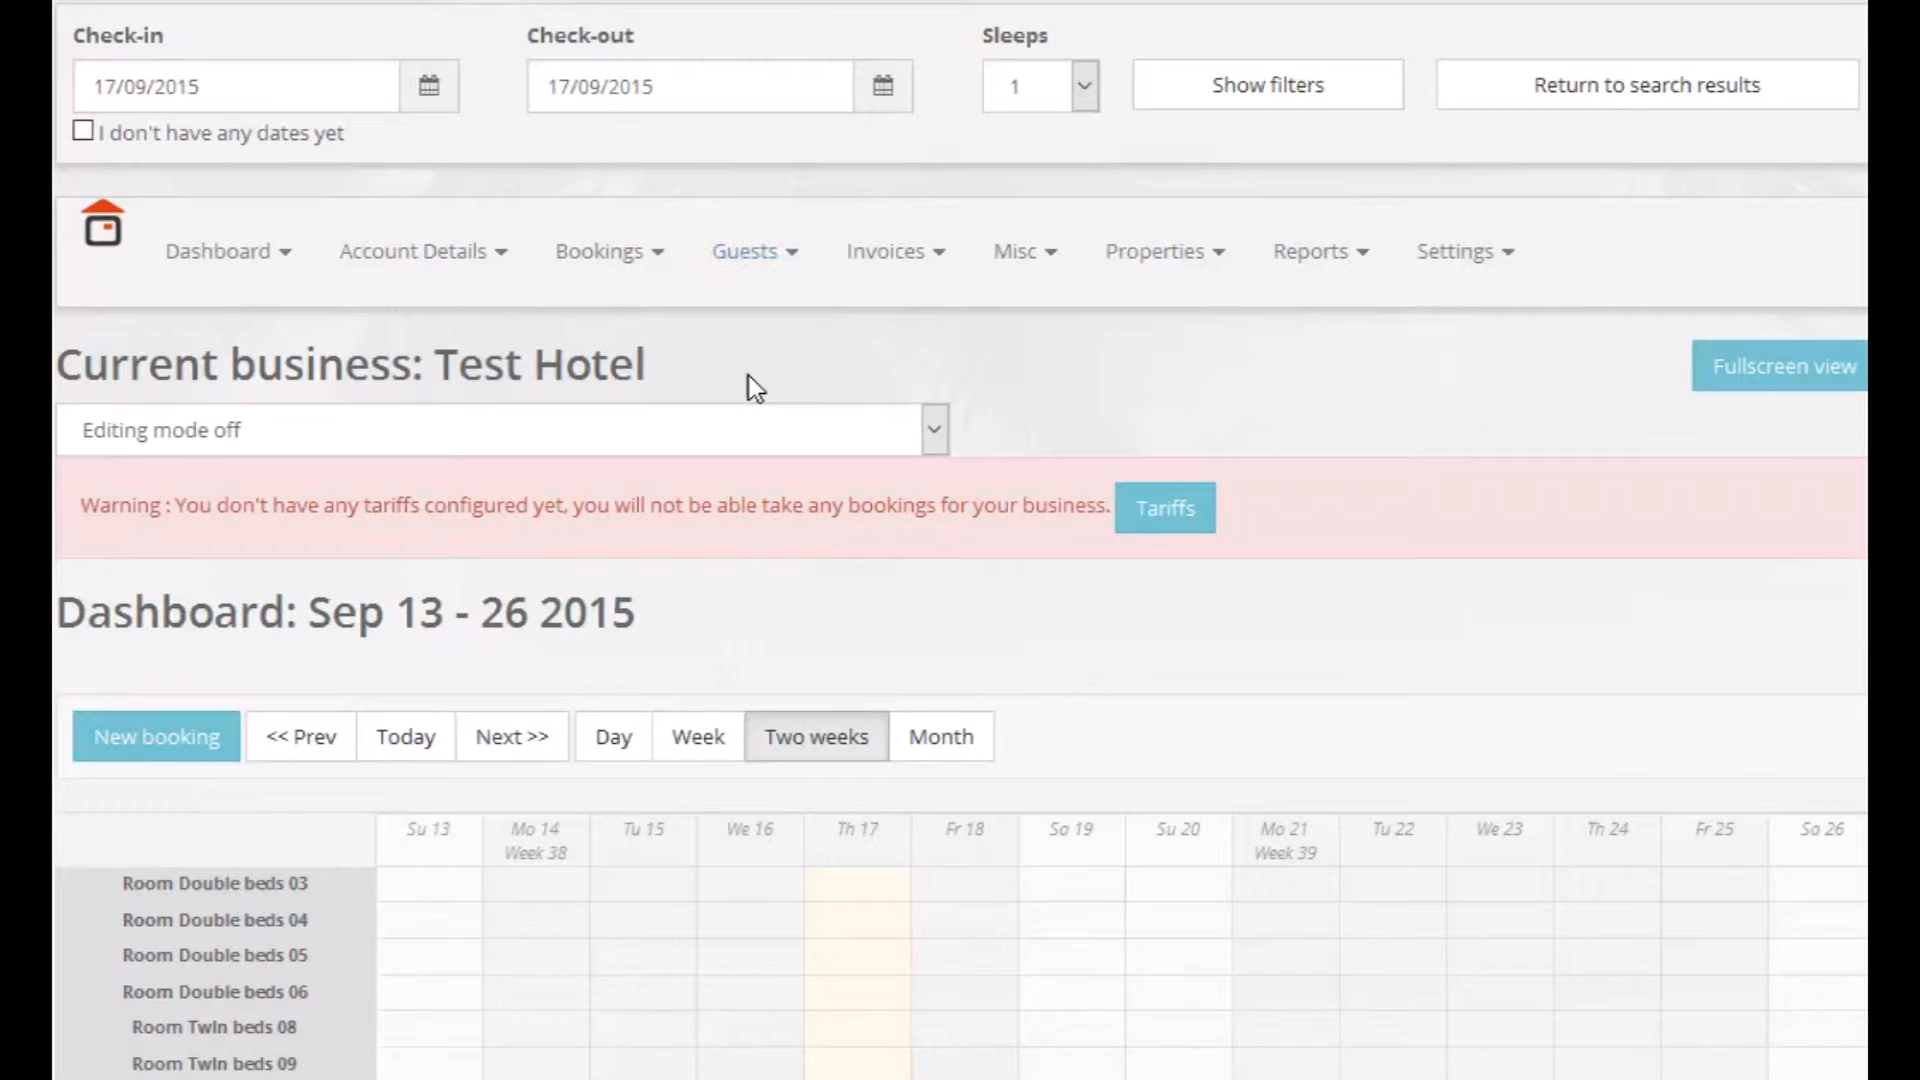 Check-in Check-out Sleeps
17/09/2015 17/09/2015 1 Show filters Return to search results
I don't have any dates yet
Dashboard Account Details Bookings Guests Invoices Misc Properties Reports Settings
Current business: Test Hotel Fullscreen view
Editing mode off
Warning : You don't have any tariffs configured yet, you will not be able take any bookings for your business. Tariffs
Dashboard: Sep 13 - 26 2015
New booking << Prev Today Next >> Day Week Two weeks Month
Su 13 Mo 14 Tu 15 We 16 Th 17 Fr 18 Sa 19 Su 20 Mo 21 Tu 22 We 23 Th 24 Fr 25 Sa 26
Week 38 Week 39
Room Double beds 03
Room Double beds 04
Room Double beds 05
Room Double beds 06
Room Twln beds 08
Room Twln beds 09